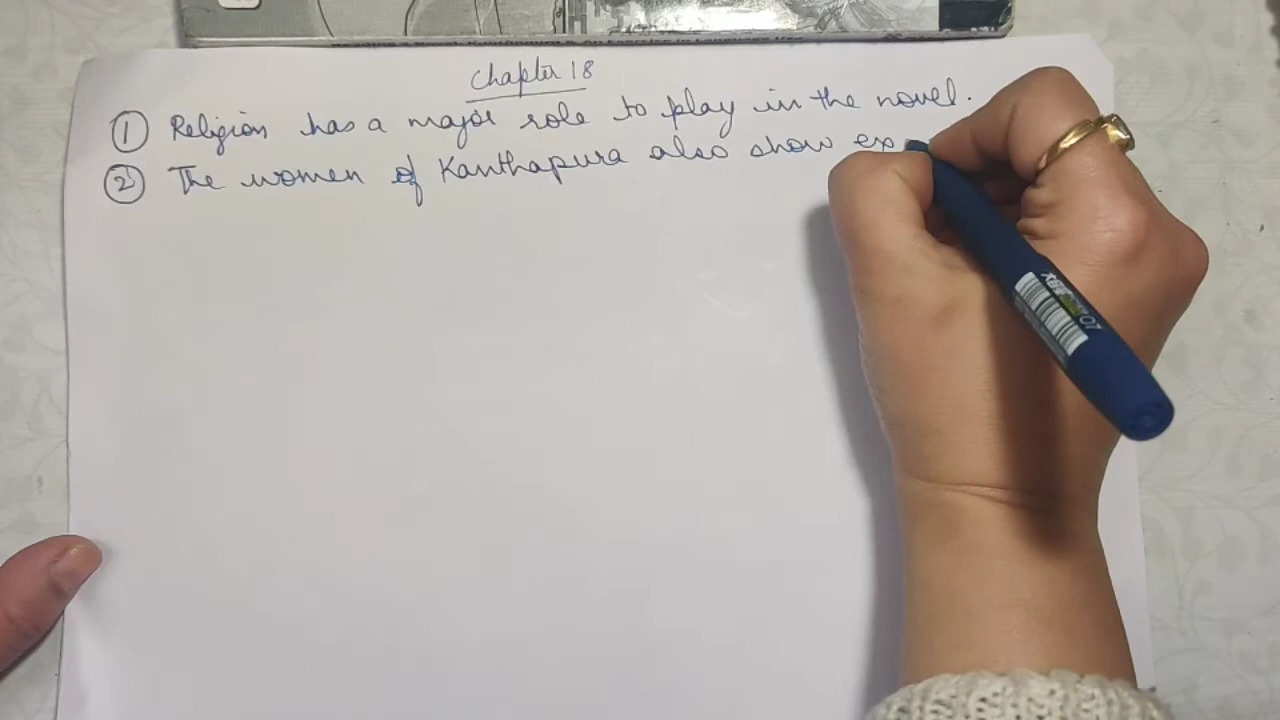 Chapter 18
① Religion has a major role to play in the novel.
② The women of Kanthapura also show ex